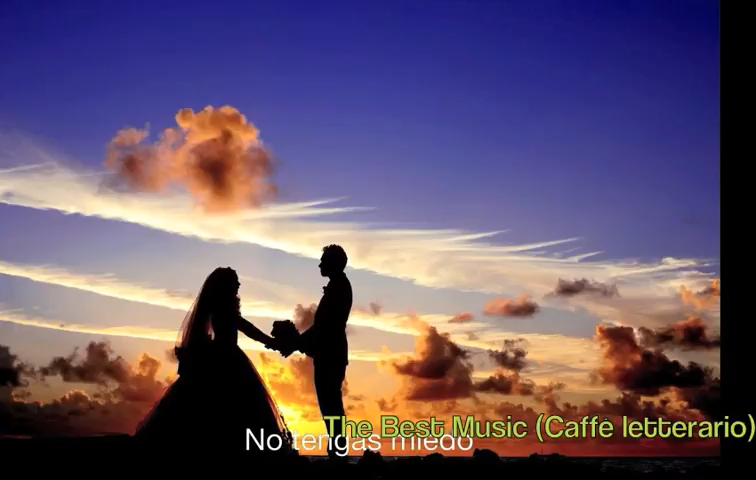 The Best Music (Caffè letterario)
No tengas miedo